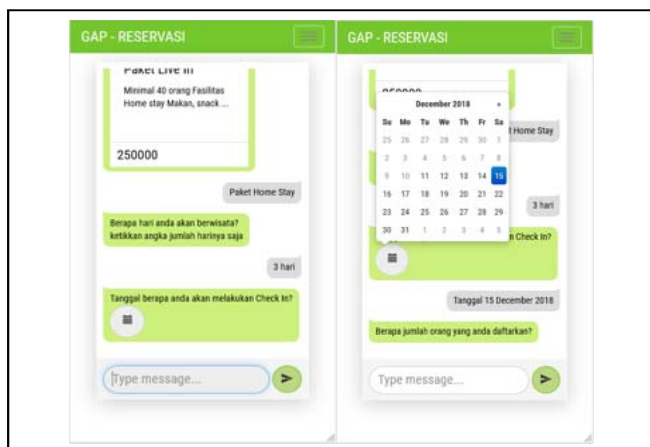 GAP - RESERVASI
Paket Live In
Minimal 40 orang Fasilitas
Home stay Makan, snack ...
250000
Paket Home Stay
Berapa hari anda akan berwisata?
ketikkan angka jumlah harinya saja
3 hari
Tanggal berapa anda akan melakukan Check In?
Type message...
GAP - RESERVASI
December 2018 »
Su Mo Tu We Th Fr Sa
25 26 27 28 29 30 1
2 3 4 5 6 7 8
9 10 11 12 13 14 15
16 17 18 19 20 21 22
23 24 25 26 27 28 29
30 31 1 2 3 4 5
Home Stay
3 hari
Check In?
Tanggal 15 December 2018
Berapa jumlah orang yang anda daftarkan?
Type message...